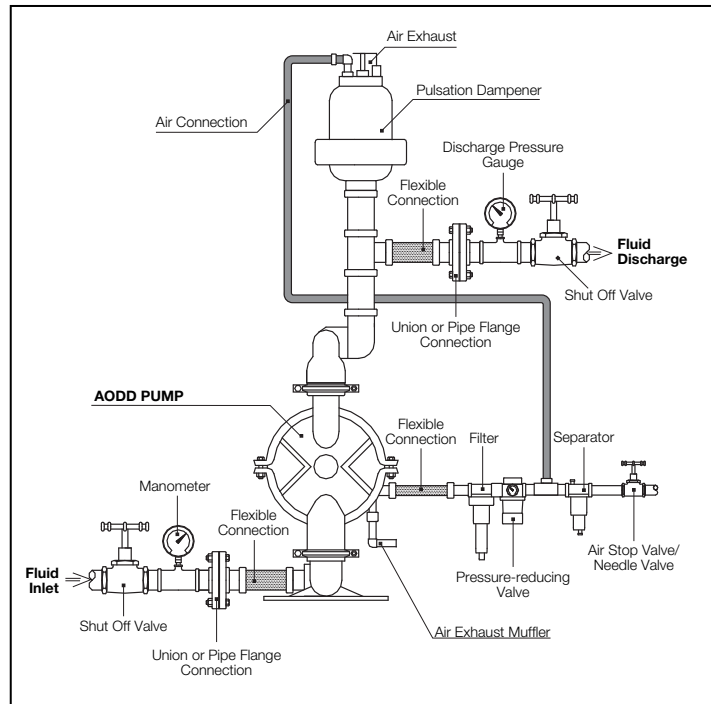 Air Exhaust
Pulsation Dampener
Air Connection
Discharge Pressure
Gauge
Flexible
Connection
Fluid
Discharge
Shut Off Valve
Union or Pipe Flange
Connection
AODD PUMP
Flexible
Connection
Filter
Separator
Manometer
Flexible
Connection
Fluid
Inlet
Air Stop Valve/
Needle Valve
Pressure-reducing
Valve
Shut Off Valve
Air Exhaust Muffler
Union or Pipe Flange
Connection